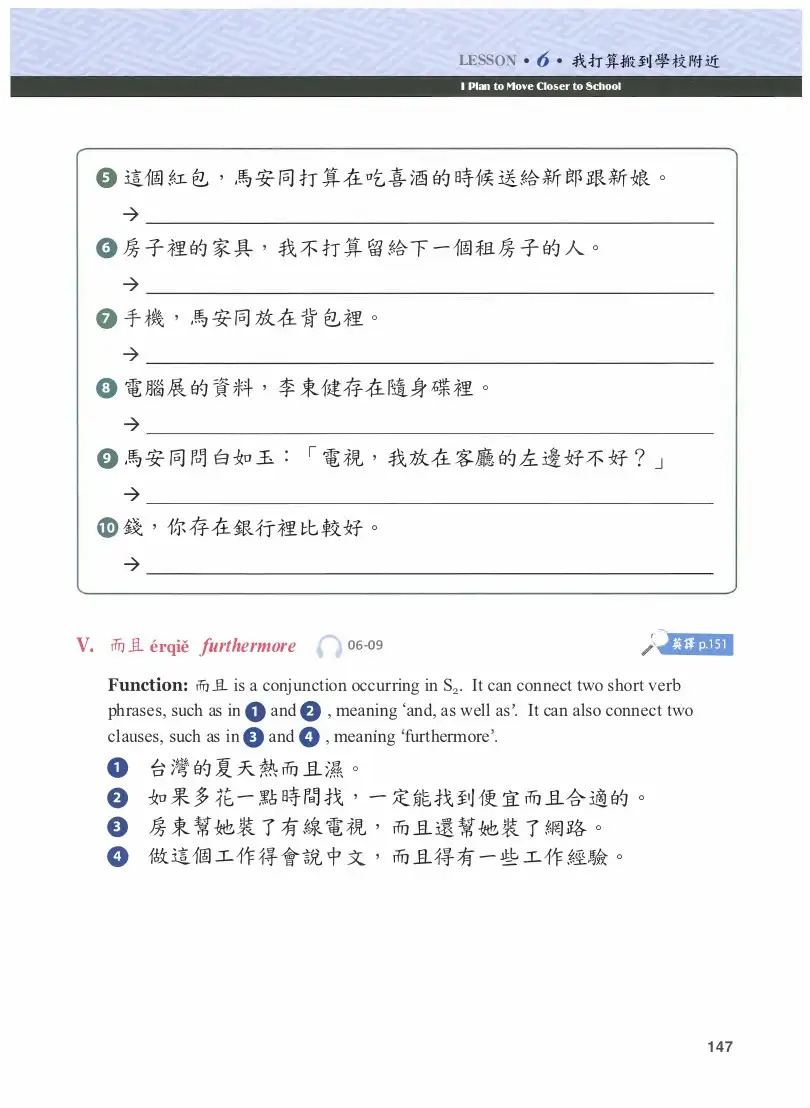 LESSON • 6 • 我打算搬到學校附近
I Plan to Move Closer to School
5 這個紅包，馬安同打算在吃喜酒的時候送給新郎跟新娘。
→
6 房子裡的家具，我不打算留給下一個租房子的人。
→
7 手機，馬安同放在背包裡。
→
8 電腦展的資料，李東健存在隨身碟裡。
→
9 馬安同問白如玉：「電視，我放在客廳的左邊好不好？」
→
10 錢，你存在銀行裡比較好。
→
V. 而且 érqiě furthermore 06-09 英譯 p.151
Function: 而且 is a conjunction occurring in S₂. It can connect two short verb
phrases, such as in 1 and 2 , meaning ‘and, as well as’. It can also connect two
clauses, such as in 3 and 4 , meaning ‘furthermore’.
1 台灣的夏天熱而且濕。
2 如果多花一點時間找，一定能找到便宜而且合適的。
3 房東幫她裝了有線電視，而且還幫她裝了網路。
4 做這個工作得會說中文，而且得有一些工作經驗。
147